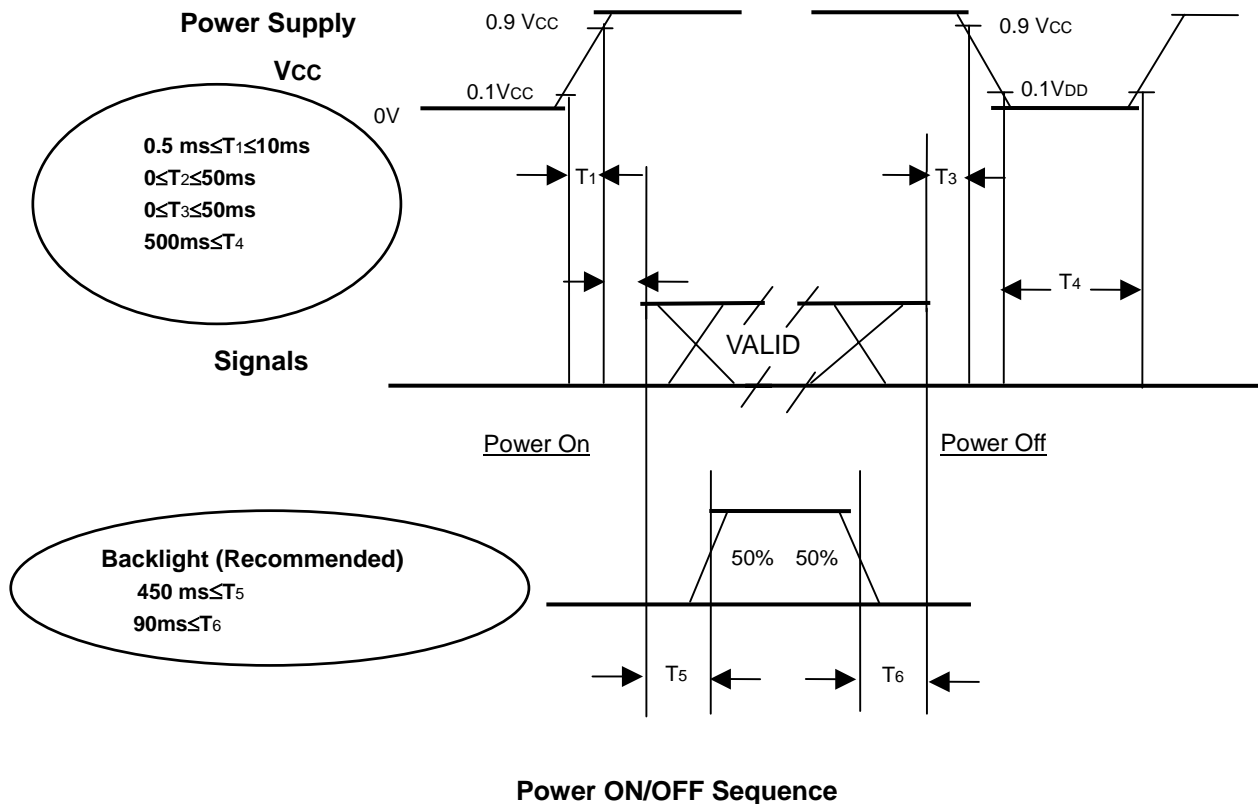 Power Supply
0.9 VCC
0.9 VCC
VCC
0.1VCC
0.1VDD
0V
0.5 ms≤T1≤10ms
0≤T2≤50ms
0≤T3≤50ms
500ms≤T4
T1
T3
T4
VALID
Signals
Power On
Power Off
Backlight (Recommended)
450 ms≤T5
90ms≤T6
50% 50%
T5
T6
Power ON/OFF Sequence